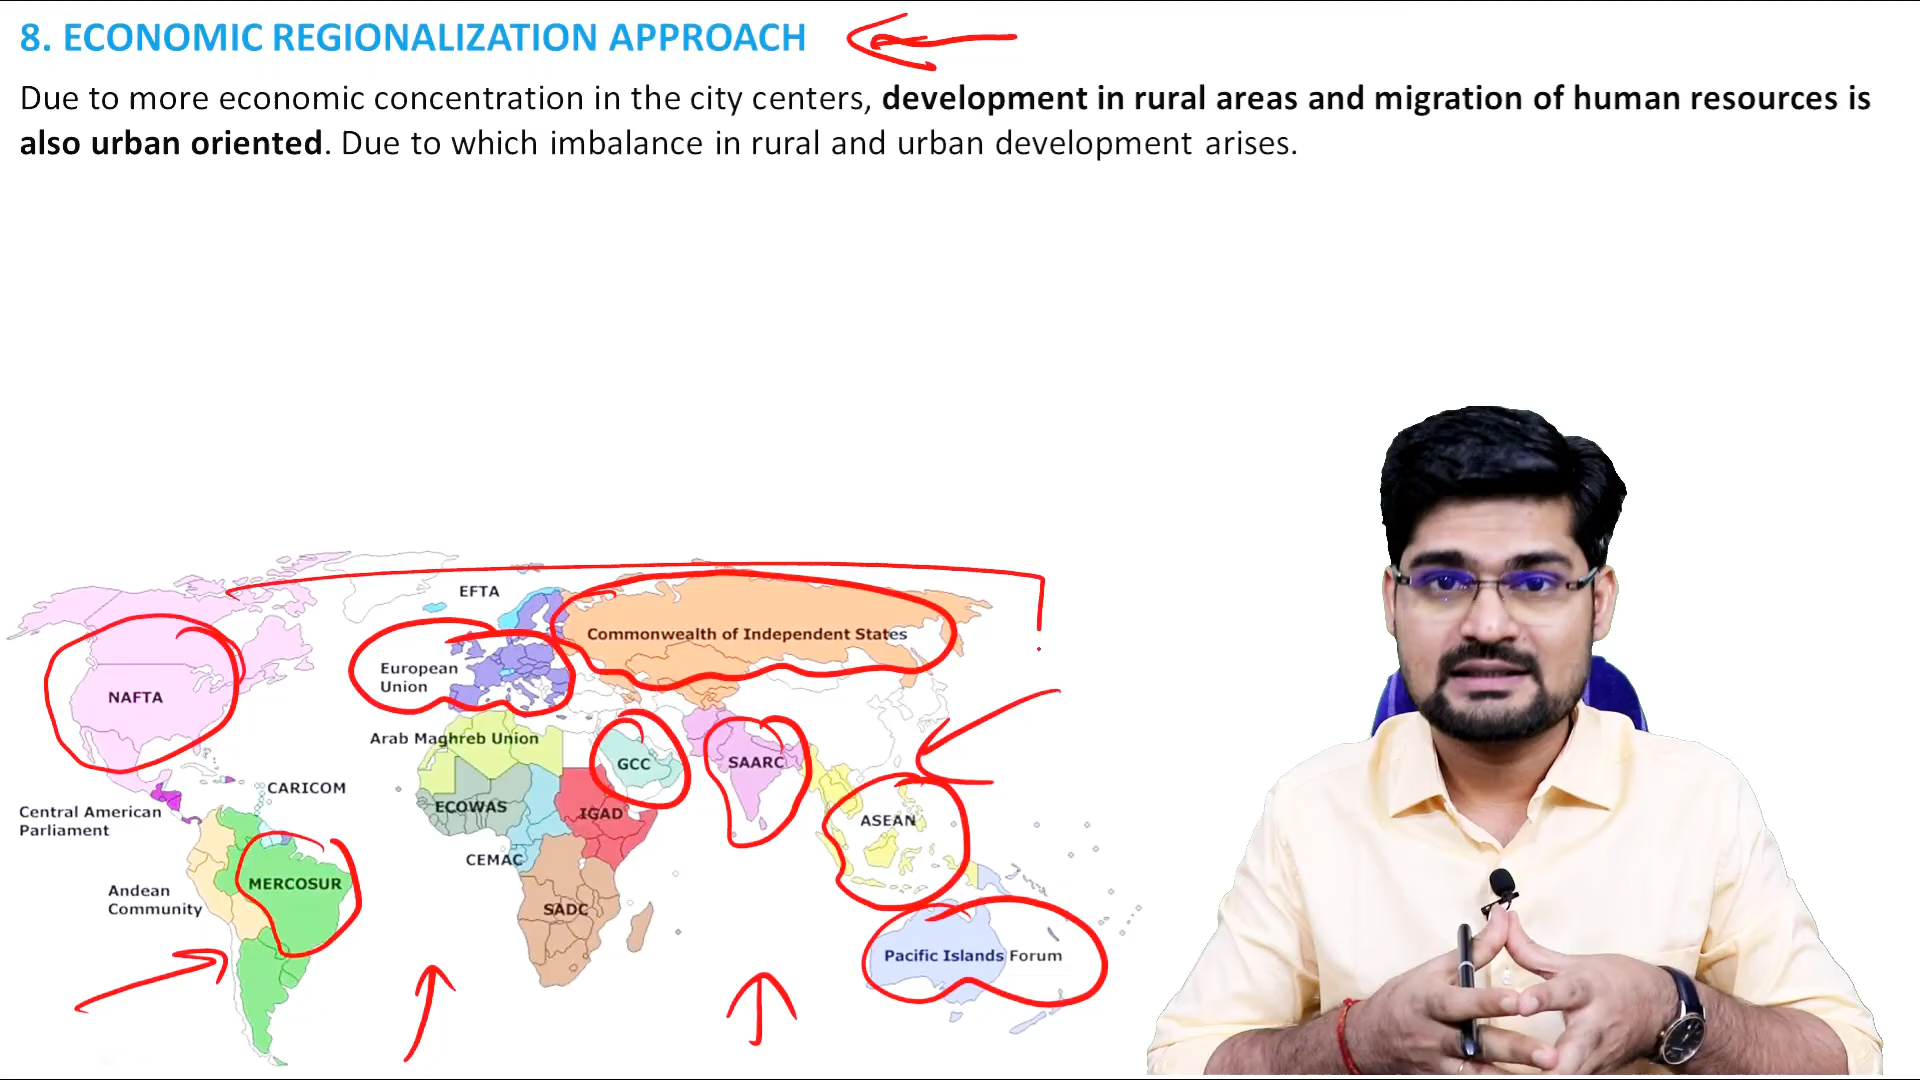 8. ECONOMIC REGIONALIZATION APPROACH
Due to more economic concentration in the city centers, development in rural areas and migration of human resources is
also urban oriented. Due to which imbalance in rural and urban development arises.
EFTA
Commonwealth of Independent States
European
Union
NAFTA
Arab Maghreb Union
GCC
SAARC
CARICOM
Central American
Parliament
ECOWAS
IGAD
ASEAN
CEMAC
MERCOSUR
Andean
Community
SADC
Pacific Islands Forum